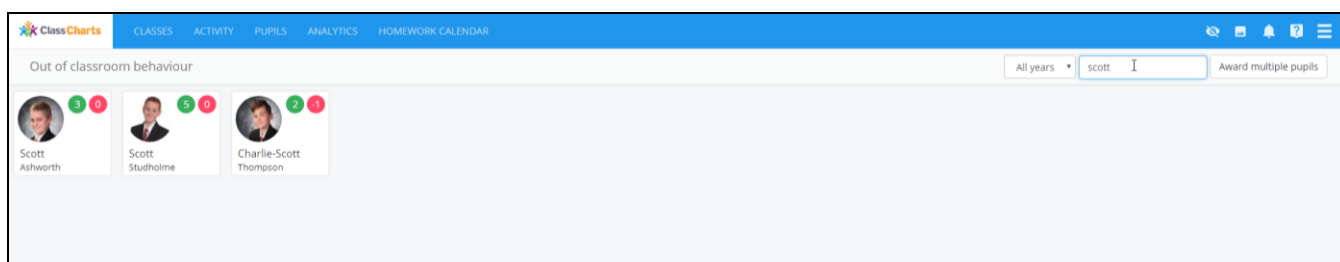 ClassCharts CLASSES ACTIVITY PUPILS ANALYTICS HOMEWORK CALENDAR
Out of classroom behaviour All years scott Award multiple pupils
3 0 5 0 2 -1
Scott Scott Charlie-Scott
Ashworth Studholme Thompson